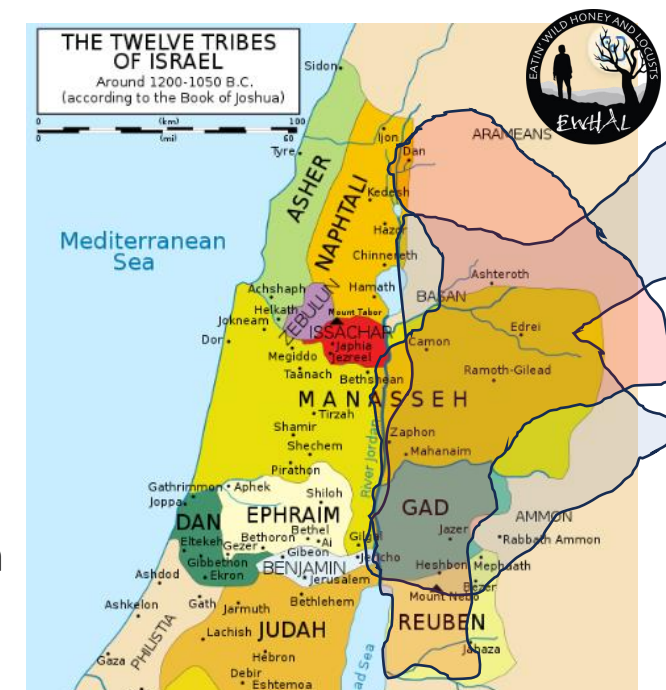 THE TWELVE TRIBES
OF ISRAEL
Around 1200-1050 B.C.
(according to the Book of Joshua)
0 (km) 100
0 (mi) 60
EATIN' WILD HONEY AND LOCUSTS
EWHAL
Sidon
Tyre
Ijon
Dan
ARAMEANS
ASHER
NAPHTALI
Kedesh
Hazor
Chinnereth
Mediterranean
Sea
Achshaph
Hamath
BASAN
Ashteroth
Helkath
ZEBULUN
Mount Tabor
Jokneam
ISSACHAR
Edrei
Dor
Japhia
Camon
Megiddo
Jezreel
Taanach
Bethshean
Ramoth-Gilead
MANASSEH
Tirzah
Shamir
Zaphon
Shechem
Mahanaim
Pirathon
River Jordan
Gathrimmon
Aphek
Shiloh
Joppa
DAN
EPHRAIM
GAD
AMMON
Eltekeh
Bethel
Jazer
Gezer
Bethoron
Ai
Gilgal
Rabbath Ammon
Gibbethon
Gibeon
Jericho
BENJAMIN
Heshbon
Mephaath
Ashdod
Ekron
Jerusalem
Bezer
Mount Nebo
Ashkelon
Gath
Jarmuth
Bethlehem
REUBEN
PHILISTIA
Lachish
JUDAH
Jahaza
Gaza
Hebron
Debir
Eshtemoa
ad Sea